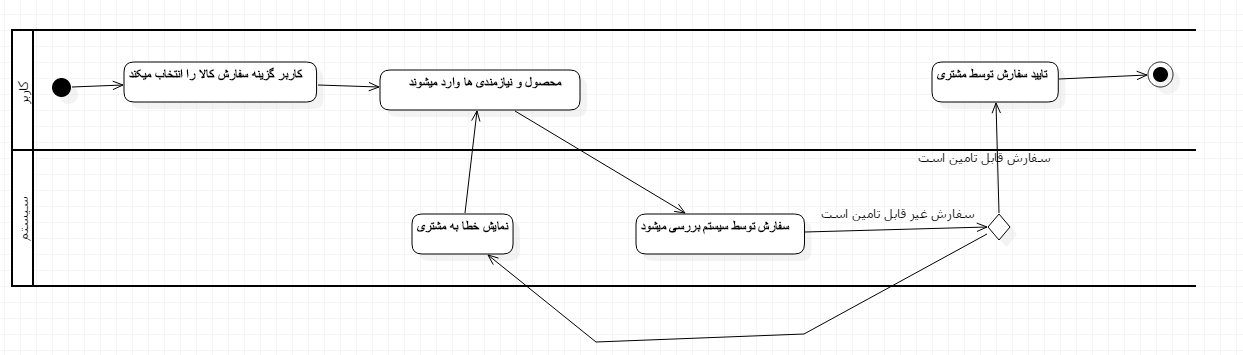 کاربر
کاربر گزینه سفارش کالا را انتخاب میکند
محصول و نیازمندی ها وارد میشوند
تایید سفارش توسط مشتری
سفارش قابل تامین است
سیستم
نمایش خطا به مشتری
سفارش توسط سیستم بررسی میشود
سفارش غیر قابل تامین است